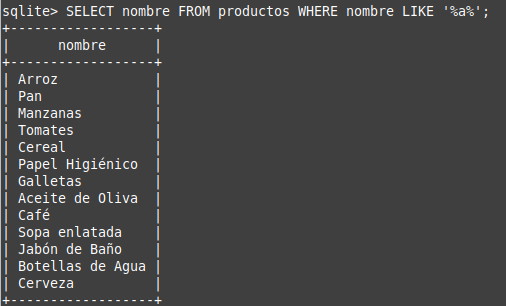 sqlite> SELECT nombre FROM productos WHERE nombre LIKE '%a%';
+------------------+
|      nombre      |
+------------------+
| Arroz            |
| Pan              |
| Manzanas         |
| Tomates          |
| Cereal           |
| Papel Higiénico  |
| Galletas         |
| Aceite de Oliva  |
| Café             |
| Sopa enlatada    |
| Jabón de Baño    |
| Botellas de Agua |
| Cerveza          |
+------------------+